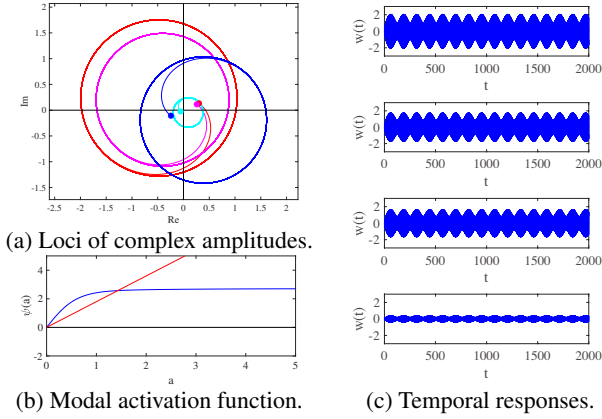 1.5
1
0.5
0
-0.5
-1
-1.5
Im
-2.5 -2 -1.5 -1 -0.5 0 0.5 1 1.5 2
Re
(a) Loci of complex amplitudes.
4
2
0
-2
ψ(a)
0 1 2 3 4 5
a
(b) Modal activation function.
2
0
-2
w(t)
0 500 1000 1500 2000
t
2
0
-2
w(t)
0 500 1000 1500 2000
t
2
0
-2
w(t)
0 500 1000 1500 2000
t
2
0
-2
w(t)
0 500 1000 1500 2000
t
(c) Temporal responses.